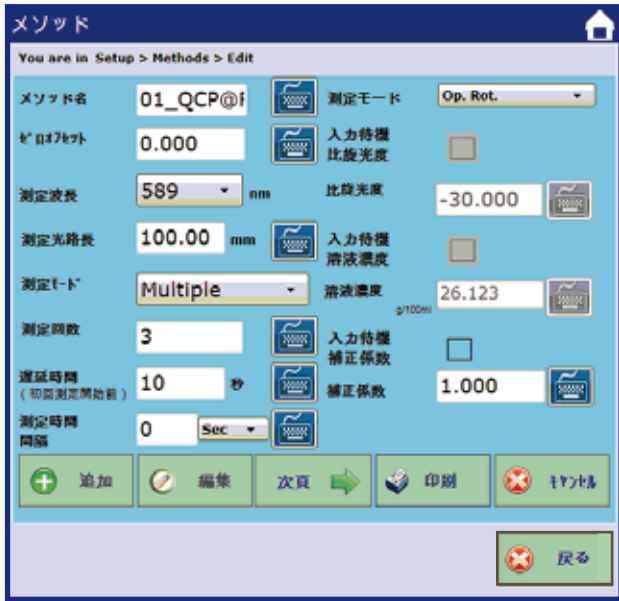 メソッド
You are in Setup > Methods > Edit
メソッド名
01_QCP@F
測定モード
Op. Rot.
ｾﾞﾛｵﾌｾｯﾄ
0.000
入力待機
比旋光度
測定波長
589
nm
比旋光度
-30.000
測定光路長
100.00
mm
入力待機
溶液濃度
測定ﾓｰﾄﾞ
Multiple
溶液濃度
g/100ml
26.123
測定回数
3
入力待機
補正係数
遅延時間
(初回測定開始前)
10
秒
補正係数
1.000
測定時間
間隔
0
Sec
追加
編集
次頁
印刷
ｷｬﾝｾﾙ
戻る